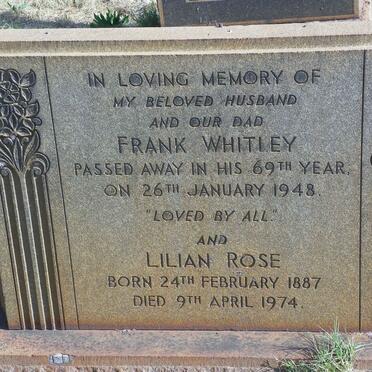 IN LOVING MEMORY OF
MY BELOVED HUSBAND
AND OUR DAD
FRANK WHITLEY
PASSED AWAY IN HIS 69TH YEAR,
ON 26TH JANUARY 1948.
"LOVED BY ALL."
AND
LILIAN ROSE
BORN 24TH FEBRUARY 1887
DIED 9TH APRIL 1974.